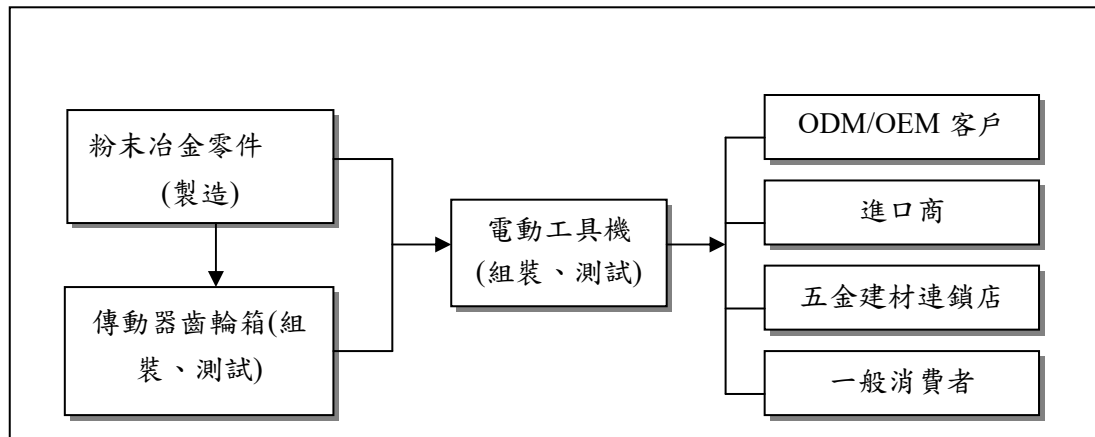 粉末冶金零件
(製造)
傳動器齒輪箱(組
裝、測試)
電動工具機
(組裝、測試)
ODM/OEM 客戶
進口商
五金建材連鎖店
一般消費者